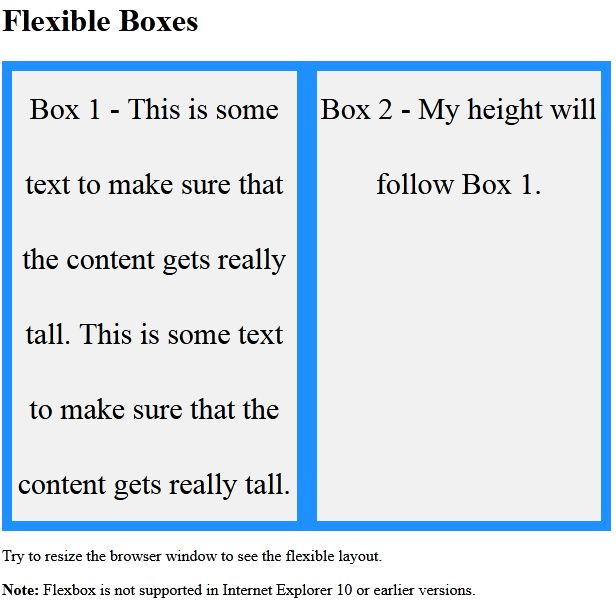 Flexible Boxes
Box 1 - This is some
text to make sure that
the content gets really
tall. This is some text
to make sure that the
content gets really tall.
Box 2 - My height will
follow Box 1.
Try to resize the browser window to see the flexible layout.
Note: Flexbox is not supported in Internet Explorer 10 or earlier versions.